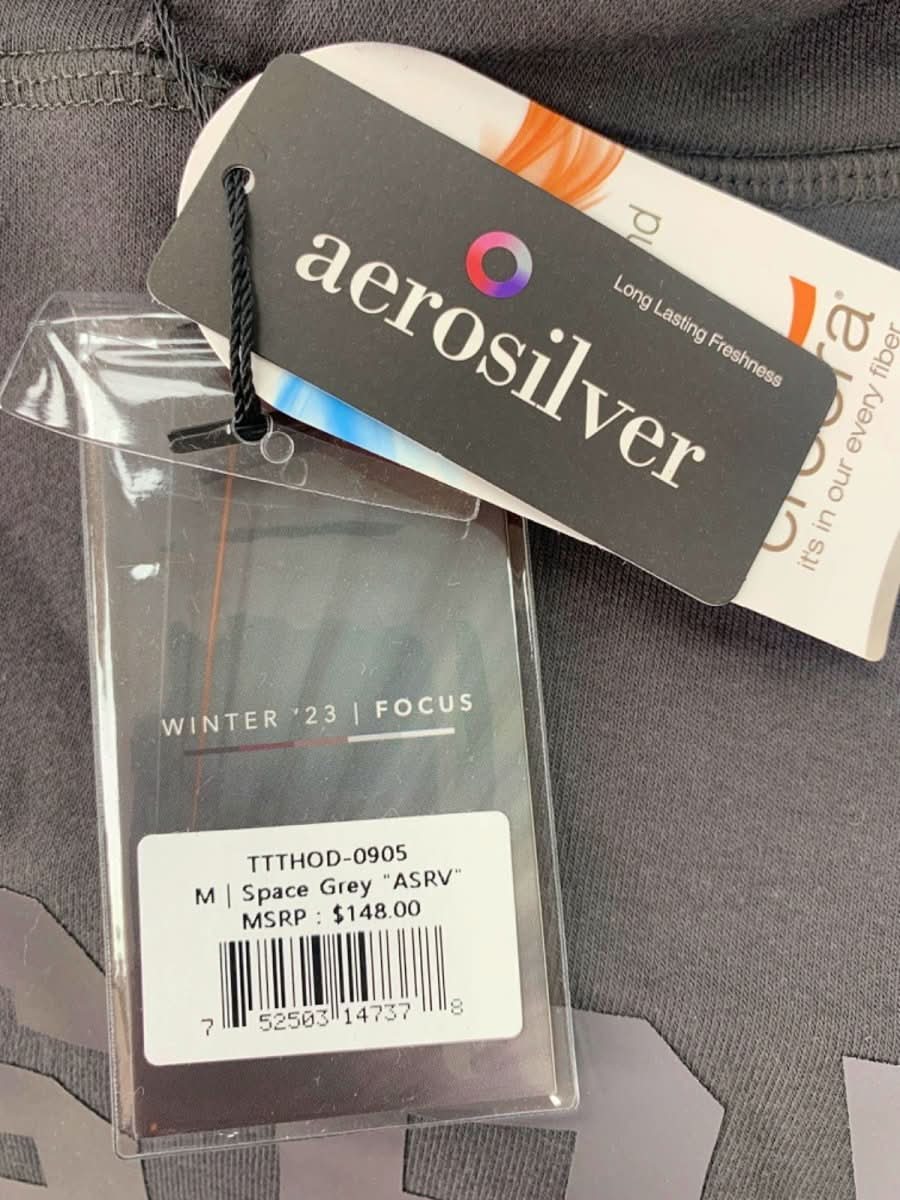 aerosilver
Long Lasting Freshness
it's in our every fiber
WINTER '23 | FOCUS
TTTHOD-0905
M | Space Grey "ASRV"
MSRP : $148.00
7 52503 14737 8